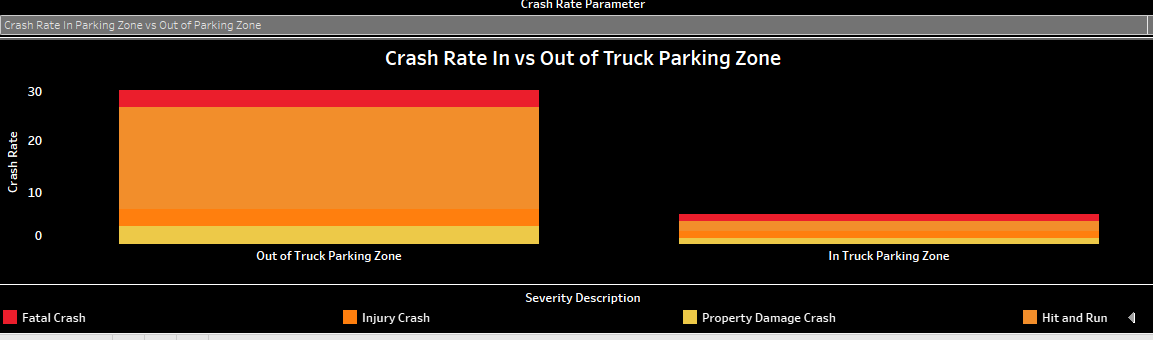 Crash Rate Parameter
Crash Rate In Parking Zone vs Out of Parking Zone
Crash Rate In vs Out of Truck Parking Zone
30
20
10
0
Crash Rate
Out of Truck Parking Zone
In Truck Parking Zone
Severity Description
Fatal Crash
Injury Crash
Property Damage Crash
Hit and Run